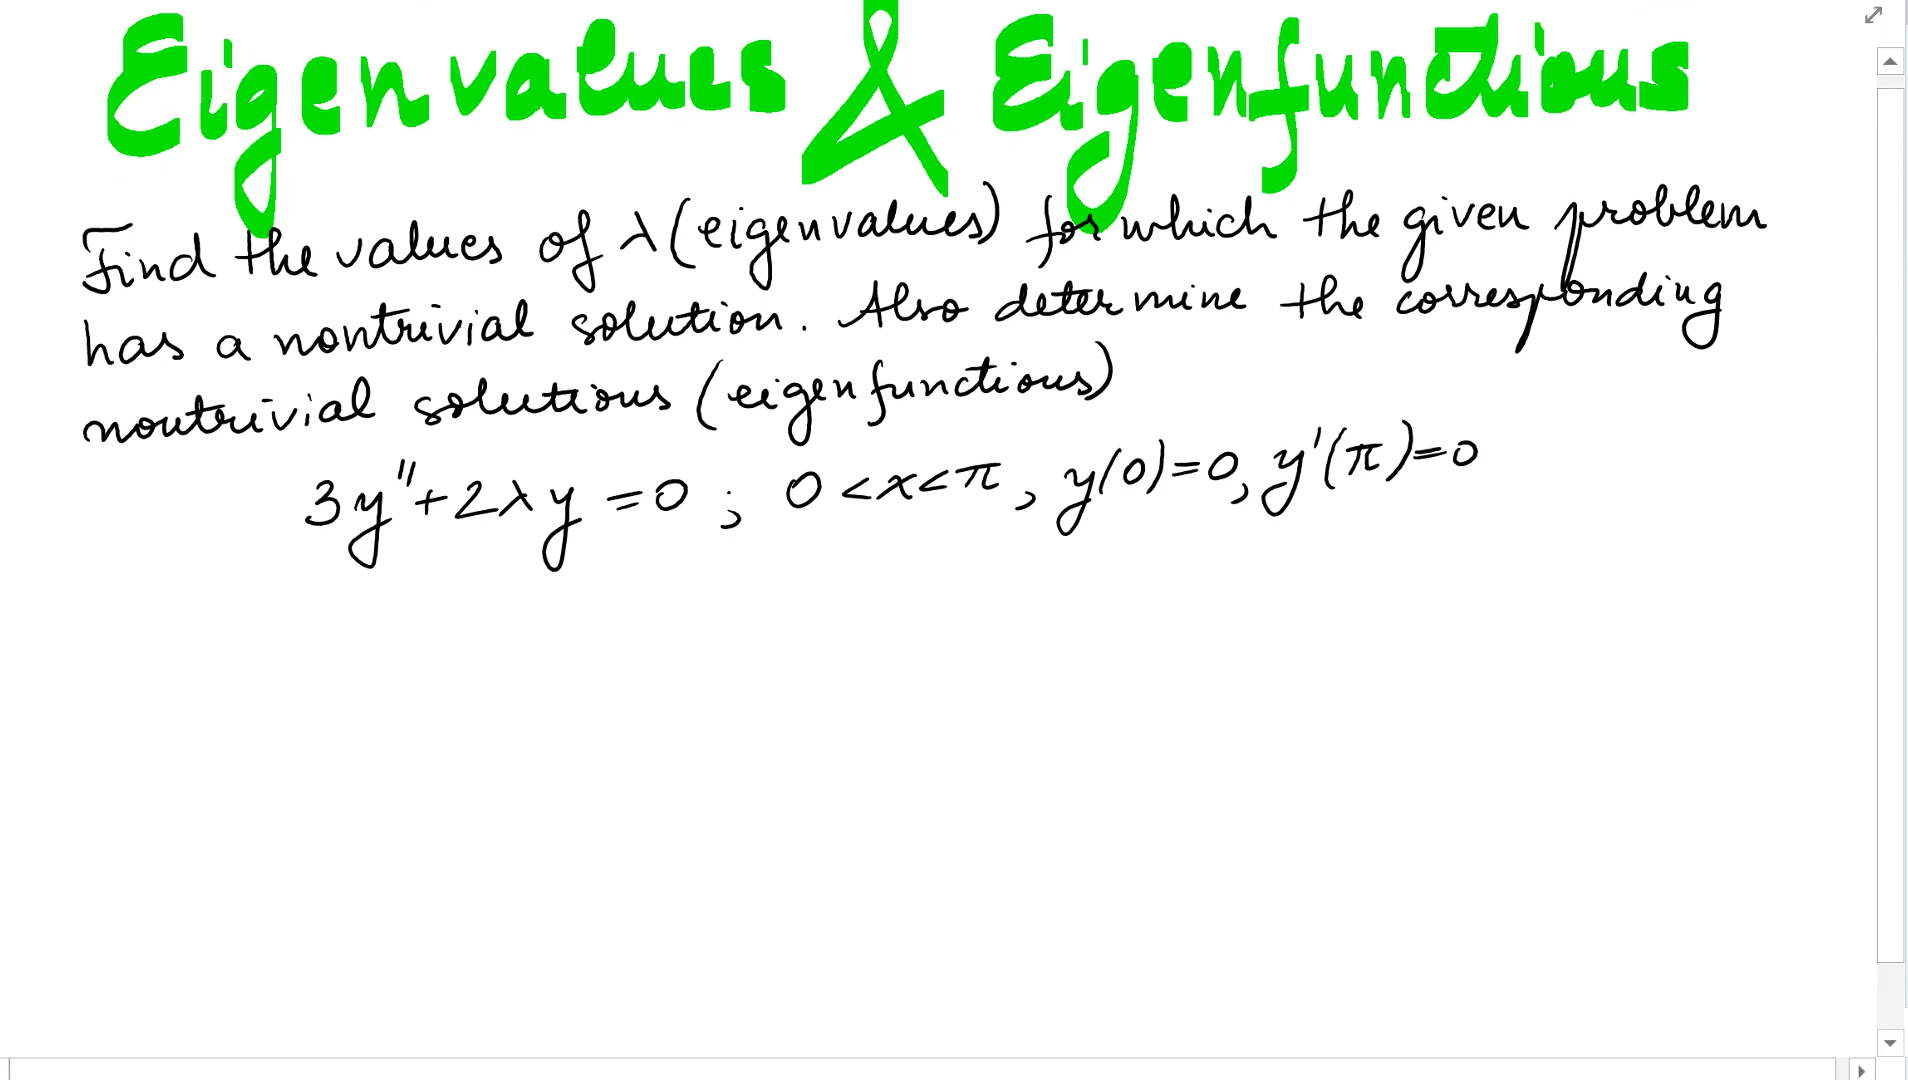 Eigenvalues & Eigenfunctions
Find the values of λ (eigenvalues) for which the given problem
has a nontrivial solution. Also determine the corresponding
nontrivial solutions (eigenfunctions)
3y"+2λy=0; 0<x<π, y(0)=0, y'(π)=0